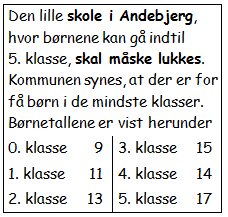 Den lille skole i Andebjerg,
hvor børnene kan gå indtil
5. klasse, skal måske lukkes.
Kommunen synes, at der er for
få børn i de mindste klasser.
Børnetallene er vist herunder
0. klasse 9 3. klasse 15
1. klasse 11 4. klasse 14
2. klasse 13 5. klasse 17